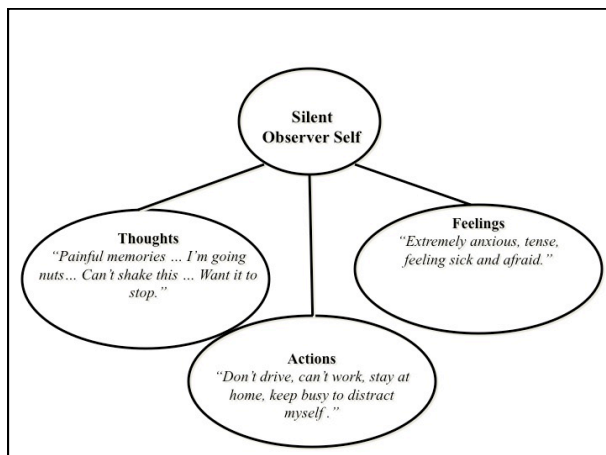 Silent
Observer Self
Thoughts
“Painful memories … I’m going
nuts… Can’t shake this … Want it to
stop.”
Feelings
“Extremely anxious, tense,
feeling sick and afraid.”
Actions
“Don’t drive, can’t work, stay at
home, keep busy to distract
myself .”